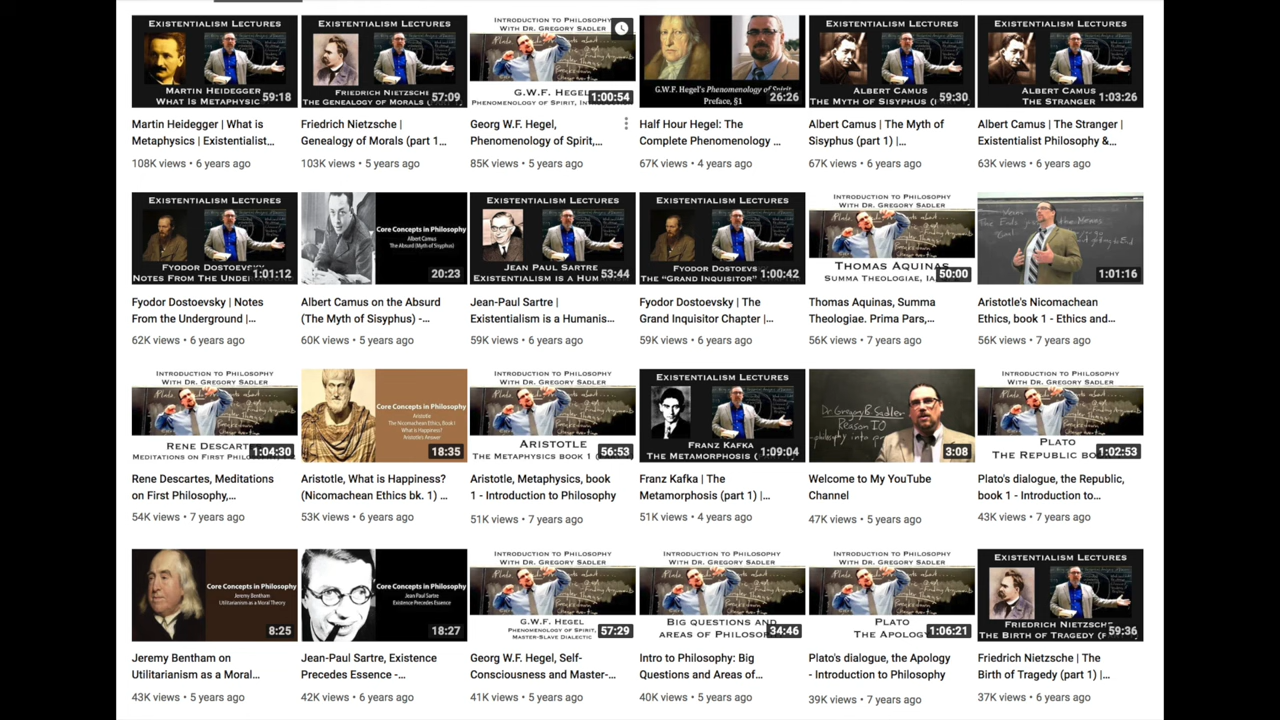 EXISTENTIALISM LECTURES
MARTIN HEIDEGGER
WHAT IS METAPHYSIC
59:18
EXISTENTIALISM LECTURES
FRIEDRICH NIETZSCHE
THE GENEALOGY OF MORALS
57:09
INTRODUCTION TO PHILOSOPHY
WITH DR. GREGORY SADLER
G.W.F. HEGEL
PHENOMENOLOGY OF SPIRIT,
1:00:54
G.W.F. HEGEL's Phenomenology of Spirit
Preface, §1
26:26
EXISTENTIALISM LECTURES
ALBERT CAMUS
THE MYTH OF SISYPHUS
59:30
EXISTENTIALISM LECTURES
ALBERT CAMUS
THE STRANGER
1:03:26
Martin Heidegger | What is
Metaphysics | Existentialist...
108K views • 6 years ago
Friedrich Nietzsche |
Genealogy of Morals (part 1...
103K views • 5 years ago
Georg W.F. Hegel,
Phenomenology of Spirit,...
85K views • 5 years ago
Half Hour Hegel: The
Complete Phenomenology ...
67K views • 4 years ago
Albert Camus | The Myth of
Sisyphus (part 1) |...
67K views • 6 years ago
Albert Camus | The Stranger |
Existentialist Philosophy &...
63K views • 6 years ago
EXISTENTIALISM LECTURES
FYODOR DOSTOEVSKY
NOTES FROM THE UNDER
1:01:12
Core Concepts in Philosophy
Albert Camus
The Absurd (Myth of Sisyphus)
20:23
EXISTENTIALISM LECTURES
JEAN PAUL SARTRE
EXISTENTIALISM IS A HUM
53:44
EXISTENTIALISM LECTURES
FYODOR DOSTOEVS
THE "GRAND INQUISITOR"
1:00:42
INTRODUCTION TO PHILOSOPHY
WITH DR. GREGORY SADLER
THOMAS AQUINAS
SUMMA THEOLOGIAE, IA
50:00
1:01:16
Fyodor Dostoevsky | Notes
From the Underground |...
62K views • 6 years ago
Albert Camus on the Absurd
(The Myth of Sisyphus) -...
60K views • 5 years ago
Jean-Paul Sartre |
Existentialism is a Humanis...
59K views • 6 years ago
Fyodor Dostoevsky | The
Grand Inquisitor Chapter |...
59K views • 6 years ago
Thomas Aquinas, Summa
Theologiae. Prima Pars,...
56K views • 7 years ago
Aristotle's Nicomachean
Ethics, book 1 - Ethics and...
56K views • 7 years ago
INTRODUCTION TO PHILOSOPHY
WITH DR. GREGORY SADLER
RENE DESCART
MEDITATIONS ON FIRST PHILO
1:04:30
Core Concepts in Philosophy
Aristotle
The Nicomachean Ethics, Book I
What is Happiness?
Aristotle's Answer
18:35
INTRODUCTION TO PHILOSOPHY
WITH DR. GREGORY SADLER
ARISTOTLE
THE METAPHYSICS BOOK 1
56:53
EXISTENTIALISM LECTURES
FRANZ KAFKA
THE METAMORPHOSIS
1:09:04
Dr. Gregory B. Sadler
Reason IO
philosophy into
3:08
INTRODUCTION TO PHILOSOPHY
WITH DR. GREGORY SADLER
PLATO
THE REPUBLIC BO
1:02:53
Rene Descartes, Meditations
on First Philosophy,...
54K views • 7 years ago
Aristotle, What is Happiness?
(Nicomachean Ethics bk. 1) ...
53K views • 6 years ago
Aristotle, Metaphysics, book
1 - Introduction to Philosophy
51K views • 7 years ago
Franz Kafka | The
Metamorphosis (part 1) |...
51K views • 4 years ago
Welcome to My YouTube
Channel
47K views • 5 years ago
Plato's dialogue, the Republic,
book 1 - Introduction to...
43K views • 7 years ago
Core Concepts in Philosophy
Jeremy Bentham
Utilitarianism as a Moral Theory
8:25
Core Concepts in Philosophy
Jean Paul Sartre
Existence Precedes Essence
18:27
INTRODUCTION TO PHILOSOPHY
WITH DR. GREGORY SADLER
G.W.F. HEGEL
PHENOMENOLOGY OF SPIRIT,
MASTER-SLAVE DIALECTIC
57:29
INTRODUCTION TO PHILOSOPHY
WITH DR. GREGORY SADLER
BIG QUESTIONS AND
AREAS OF PHILOSO
34:46
INTRODUCTION TO PHILOSOPHY
WITH DR. GREGORY SADLER
PLATO
THE APOLOG
1:06:21
EXISTENTIALISM LECTURES
FRIEDRICH NIETZSCHE
THE BIRTH OF TRAGEDY
59:36
Jeremy Bentham on
Utilitarianism as a Moral...
43K views • 5 years ago
Jean-Paul Sartre, Existence
Precedes Essence -...
42K views • 6 years ago
Georg W.F. Hegel, Self-
Consciousness and Master-...
41K views • 5 years ago
Intro to Philosophy: Big
Questions and Areas of...
40K views • 5 years ago
Plato's dialogue, the Apology
- Introduction to Philosophy
39K views • 7 years ago
Friedrich Nietzsche | The
Birth of Tragedy (part 1) |...
37K views • 6 years ago